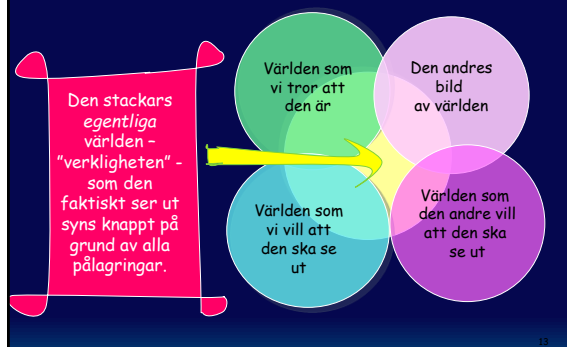 Den stackars
egentliga
världen –
"verkligheten" -
som den
faktiskt ser ut
syns knappt på
grund av alla
pålagringar.
Världen som
vi tror att
den är
Den andres
bild
av världen
Världen som
vi vill att
den ska se
ut
Världen som
den andre vill
att den ska
se ut
13